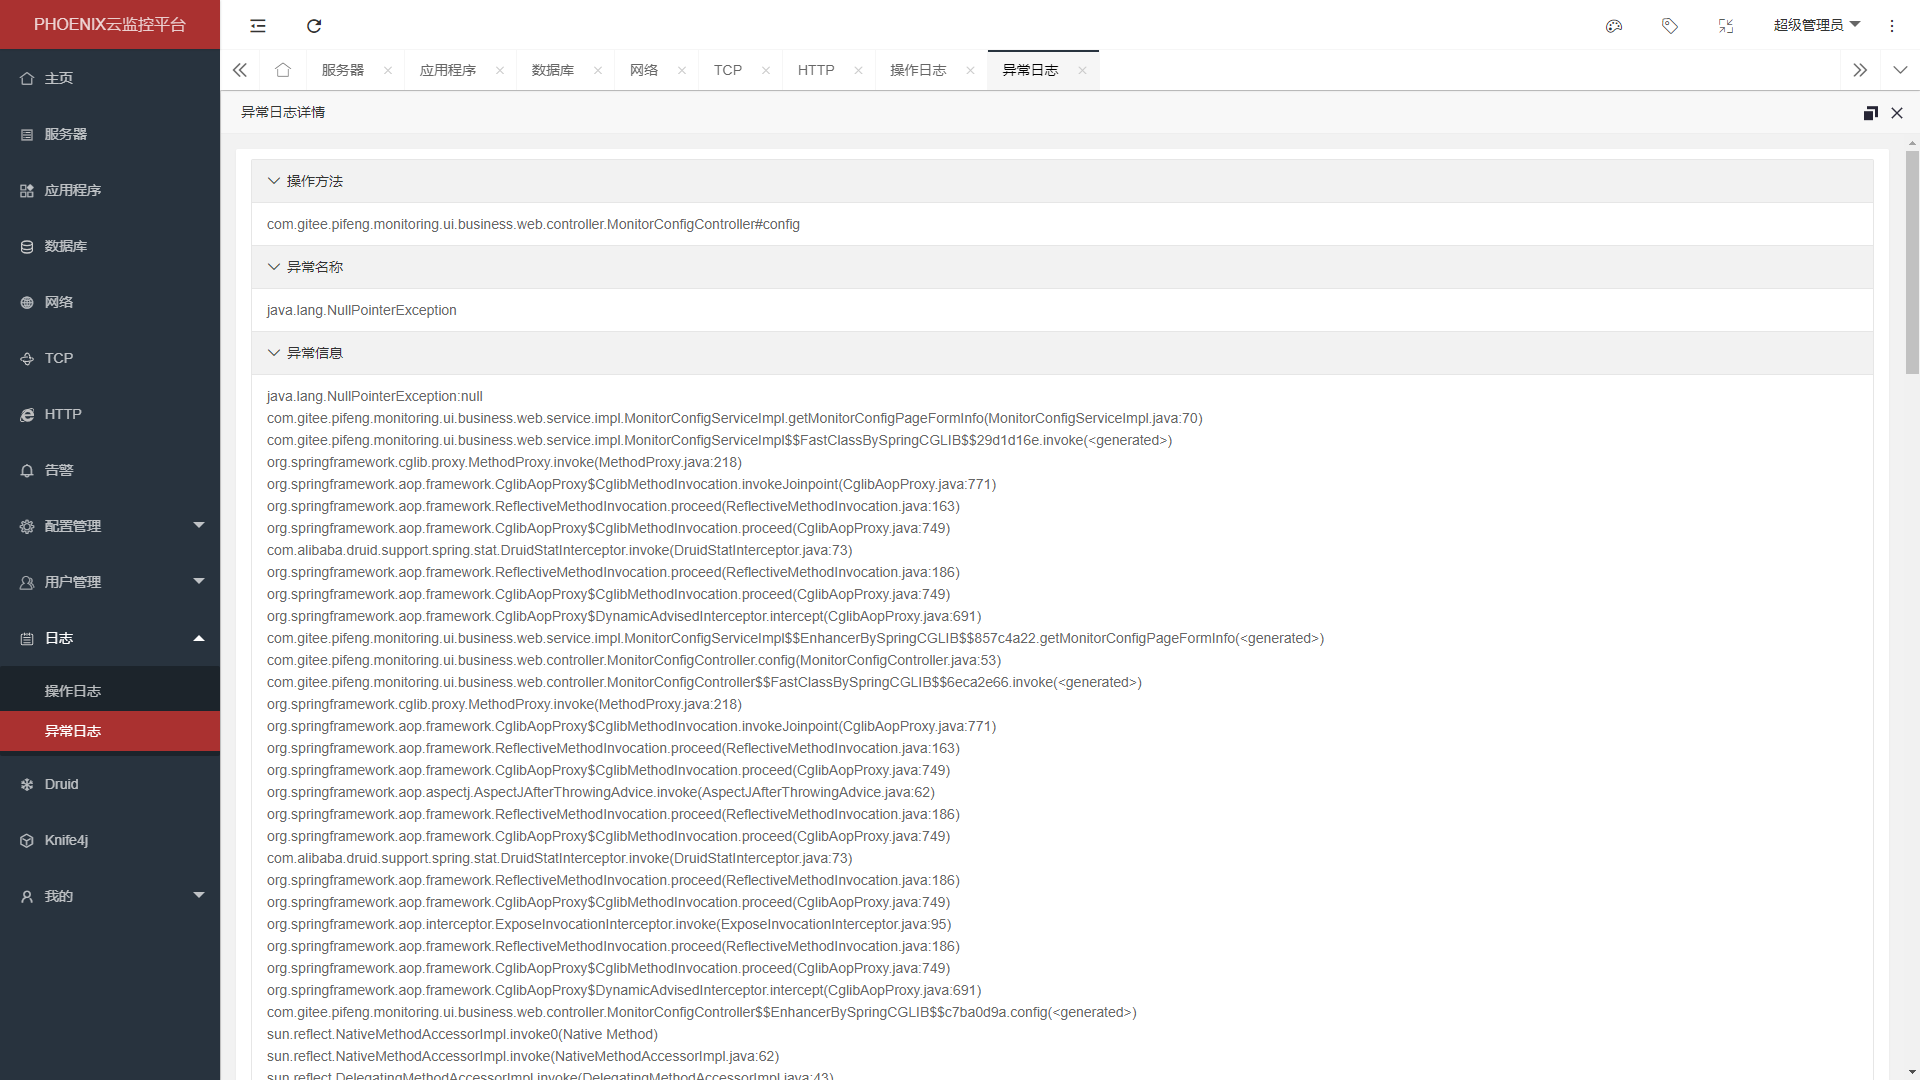 PHOENIX云监控平台
超级管理员
主页
服务器
应用程序
数据库
网络
TCP
HTTP
告警
配置管理
用户管理
日志
操作日志
异常日志
Druid
Knife4j
我的
服务器
应用程序
数据库
网络
TCP
HTTP
操作日志
异常日志
异常日志详情
操作方法
com.gitee.pifeng.monitoring.ui.business.web.controller.MonitorConfigController#config
异常名称
java.lang.NullPointerException
异常信息
java.lang.NullPointerException:null
com.gitee.pifeng.monitoring.ui.business.web.service.impl.MonitorConfigServiceImpl.getMonitorConfigPageFormInfo(MonitorConfigServiceImpl.java:70)
com.gitee.pifeng.monitoring.ui.business.web.service.impl.MonitorConfigServiceImpl$$FastClassBySpringCGLIB$$29d1d16e.invoke(<generated>)
org.springframework.cglib.proxy.MethodProxy.invoke(MethodProxy.java:218)
org.springframework.aop.framework.CglibAopProxy$CglibMethodInvocation.invokeJoinpoint(CglibAopProxy.java:771)
org.springframework.aop.framework.ReflectiveMethodInvocation.proceed(ReflectiveMethodInvocation.java:163)
org.springframework.aop.framework.CglibAopProxy$CglibMethodInvocation.proceed(CglibAopProxy.java:749)
com.alibaba.druid.support.spring.stat.DruidStatInterceptor.invoke(DruidStatInterceptor.java:73)
org.springframework.aop.framework.ReflectiveMethodInvocation.proceed(ReflectiveMethodInvocation.java:186)
org.springframework.aop.framework.CglibAopProxy$CglibMethodInvocation.proceed(CglibAopProxy.java:749)
org.springframework.aop.framework.CglibAopProxy$DynamicAdvisedInterceptor.intercept(CglibAopProxy.java:691)
com.gitee.pifeng.monitoring.ui.business.web.service.impl.MonitorConfigServiceImpl$$EnhancerBySpringCGLIB$$857c4a22.getMonitorConfigPageFormInfo(<generated>)
com.gitee.pifeng.monitoring.ui.business.web.controller.MonitorConfigController.config(MonitorConfigController.java:53)
com.gitee.pifeng.monitoring.ui.business.web.controller.MonitorConfigController$$FastClassBySpringCGLIB$$6eca2e66.invoke(<generated>)
org.springframework.cglib.proxy.MethodProxy.invoke(MethodProxy.java:218)
org.springframework.aop.framework.CglibAopProxy$CglibMethodInvocation.invokeJoinpoint(CglibAopProxy.java:771)
org.springframework.aop.framework.ReflectiveMethodInvocation.proceed(ReflectiveMethodInvocation.java:163)
org.springframework.aop.framework.CglibAopProxy$CglibMethodInvocation.proceed(CglibAopProxy.java:749)
org.springframework.aop.aspectj.AspectJAfterThrowingAdvice.invoke(AspectJAfterThrowingAdvice.java:62)
org.springframework.aop.framework.ReflectiveMethodInvocation.proceed(ReflectiveMethodInvocation.java:186)
org.springframework.aop.framework.CglibAopProxy$CglibMethodInvocation.proceed(CglibAopProxy.java:749)
com.alibaba.druid.support.spring.stat.DruidStatInterceptor.invoke(DruidStatInterceptor.java:73)
org.springframework.aop.framework.ReflectiveMethodInvocation.proceed(ReflectiveMethodInvocation.java:186)
org.springframework.aop.framework.CglibAopProxy$CglibMethodInvocation.proceed(CglibAopProxy.java:749)
org.springframework.aop.interceptor.ExposeInvocationInterceptor.invoke(ExposeInvocationInterceptor.java:95)
org.springframework.aop.framework.ReflectiveMethodInvocation.proceed(ReflectiveMethodInvocation.java:186)
org.springframework.aop.framework.CglibAopProxy$CglibMethodInvocation.proceed(CglibAopProxy.java:749)
org.springframework.aop.framework.CglibAopProxy$DynamicAdvisedInterceptor.intercept(CglibAopProxy.java:691)
com.gitee.pifeng.monitoring.ui.business.web.controller.MonitorConfigController$$EnhancerBySpringCGLIB$$c7ba0d9a.config(<generated>)
sun.reflect.NativeMethodAccessorImpl.invoke0(Native Method)
sun.reflect.NativeMethodAccessorImpl.invoke(NativeMethodAccessorImpl.java:62)
sun.reflect.DelegatingMethodAccessorImpl.invoke(DelegatingMethodAccessorImpl.java:43)